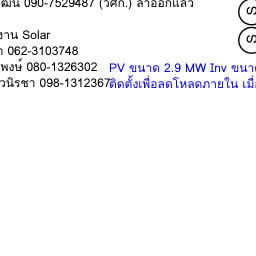 ฒน์ 090-7529487 (วศก.) ลาออกแล้ว
งาน Solar
062-3103748
พงษ์ 080-1326302 PV ขนาด 2.9 MW Inv ขนา
วนิรชา 098-1312367 ติดตั้งเพื่อลดโหลดภายใน เมื่
S
S